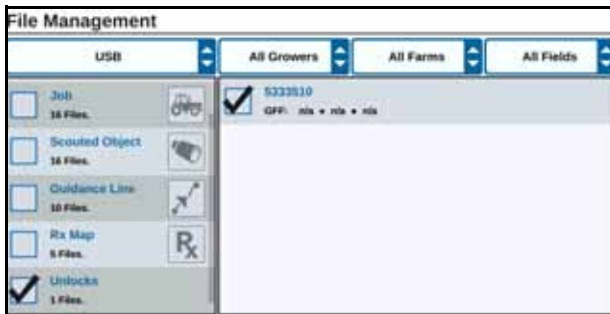 File Management
USB
All Growers
All Farms
All Fields
Job
16 Files.
Scouted Object
16 Files.
Guidance Line
10 Files.
Rx Map
5 Files.
Rx
Unlocks
1 Files.
5333510
GFF: n/a • n/a • n/a